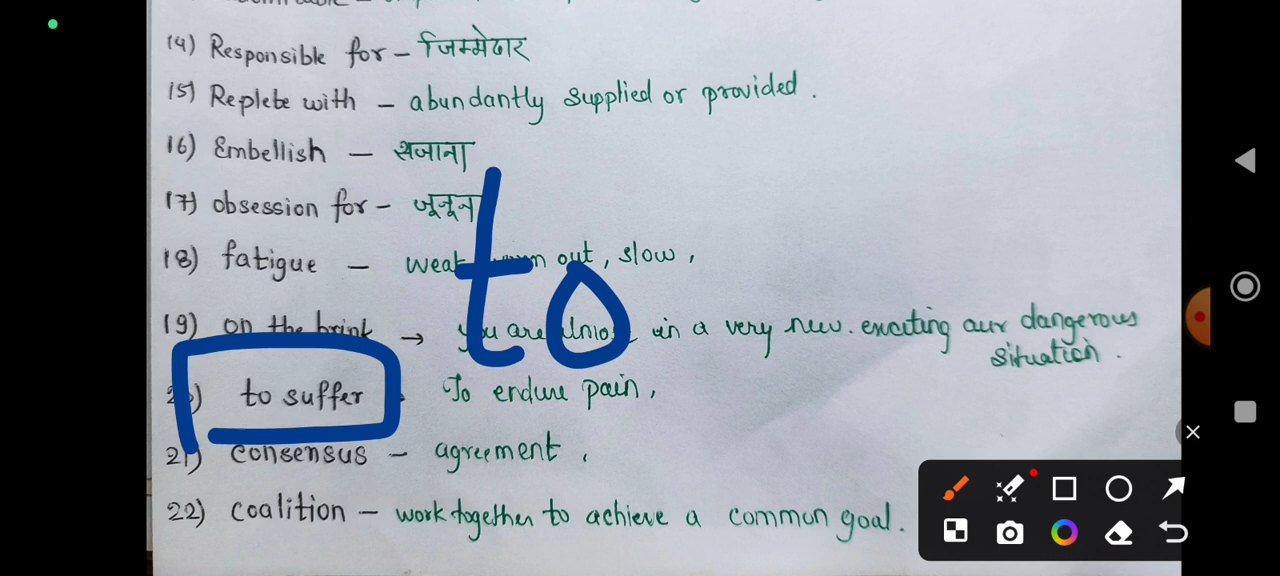 14) Responsible for - जिम्मेदार
15) Replete with - abundantly supplied or provided.
16) Embellish - सजाना
17) obsession for - जूनून
18) fatigue - weak out, slow,
19) on the brink → you are in a very new. exciting aur dangerous
situation.
20) to suffer - To endure pain,
21) consensus - agreement,
22) coalition - work together to achieve a common goal.
to